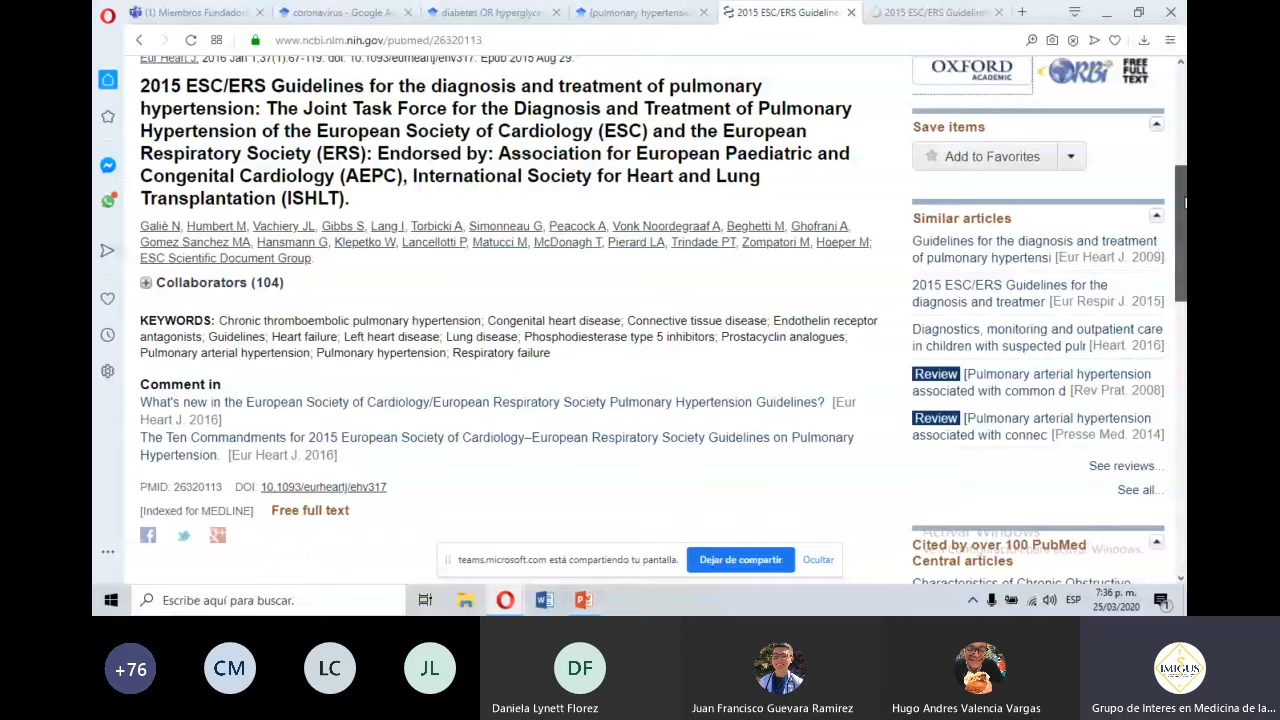 (1) Miembros Fundador
coronavirus - Google Ac
diabetes OR hyperglyce
(pulmonary hypertensio
2015 ESC/ERS Guideline
2015 ESC/ERS Guidelin
www.ncbi.nlm.nih.gov/pubmed/26320113
Eur Heart J. 2016 Jan 1;37(1):67-119. doi: 10.1093/eurheartj/ehv317. Epub 2015 Aug 29.
2015 ESC/ERS Guidelines for the diagnosis and treatment of pulmonary
hypertension: The Joint Task Force for the Diagnosis and Treatment of Pulmonary
Hypertension of the European Society of Cardiology (ESC) and the European
Respiratory Society (ERS): Endorsed by: Association for European Paediatric and
Congenital Cardiology (AEPC), International Society for Heart and Lung
Transplantation (ISHLT).
Galiè N, Humbert M, Vachiery JL, Gibbs S, Lang I, Torbicki A, Simonneau G, Peacock A, Vonk Noordegraaf A, Beghetti M, Ghofrani A,
Gomez Sanchez MA, Hansmann G, Klepetko W, Lancellotti P, Matucci M, McDonagh T, Pierard LA, Trindade PT, Zompatori M, Hoeper M;
ESC Scientific Document Group.
Collaborators (104)
KEYWORDS: Chronic thromboembolic pulmonary hypertension; Congenital heart disease; Connective tissue disease; Endothelin receptor
antagonists; Guidelines; Heart failure; Left heart disease; Lung disease; Phosphodiesterase type 5 inhibitors; Prostacyclin analogues;
Pulmonary arterial hypertension; Pulmonary hypertension; Respiratory failure
Comment in
What's new in the European Society of Cardiology/European Respiratory Society Pulmonary Hypertension Guidelines? [Eur
Heart J. 2016]
The Ten Commandments for 2015 European Society of Cardiology–European Respiratory Society Guidelines on Pulmonary
Hypertension. [Eur Heart J. 2016]
PMID: 26320113 DOI: 10.1093/eurheartj/ehv317
[Indexed for MEDLINE] Free full text
OXFORD
ACADEMIC
ORBi
FREE
FULL
TEXT
Save items
Add to Favorites
Similar articles
Guidelines for the diagnosis and treatment
of pulmonary hypertensi [Eur Heart J. 2009]
2015 ESC/ERS Guidelines for the
diagnosis and treatmer [Eur Respir J. 2015]
Diagnostics, monitoring and outpatient care
in children with suspected puln [Heart. 2016]
Review [Pulmonary arterial hypertension
associated with common d [Rev Prat. 2008]
Review [Pulmonary arterial hypertension
associated with connec [Presse Med. 2014]
See reviews...
See all...
Activar Windows
Cited by over 100 PubMed
Central articles
Characteristics of Chronic Obstructive
teams.microsoft.com está compartiendo tu pantalla.
Dejar de compartir
Ocultar
Escribe aquí para buscar.
ESP
7:36 p. m.
25/03/2020
1
+76
CM
LC
JL
DF
IMIGUS
Daniela Lynett Florez
Juan Francisco Guevara Ramirez
Hugo Andres Valencia Vargas
Grupo de Interes en Medicina de la...